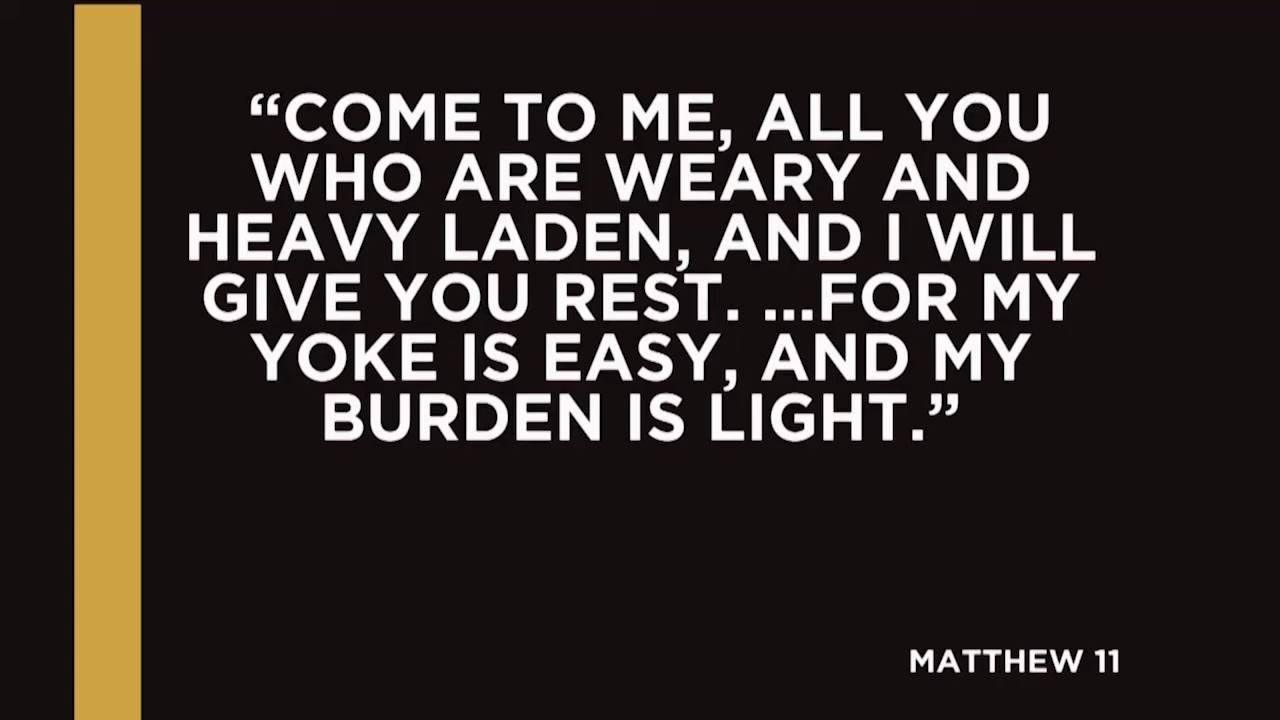 “COME TO ME, ALL YOU
WHO ARE WEARY AND
HEAVY LADEN, AND I WILL
GIVE YOU REST. ...FOR MY
YOKE IS EASY, AND MY
BURDEN IS LIGHT.”
MATTHEW 11